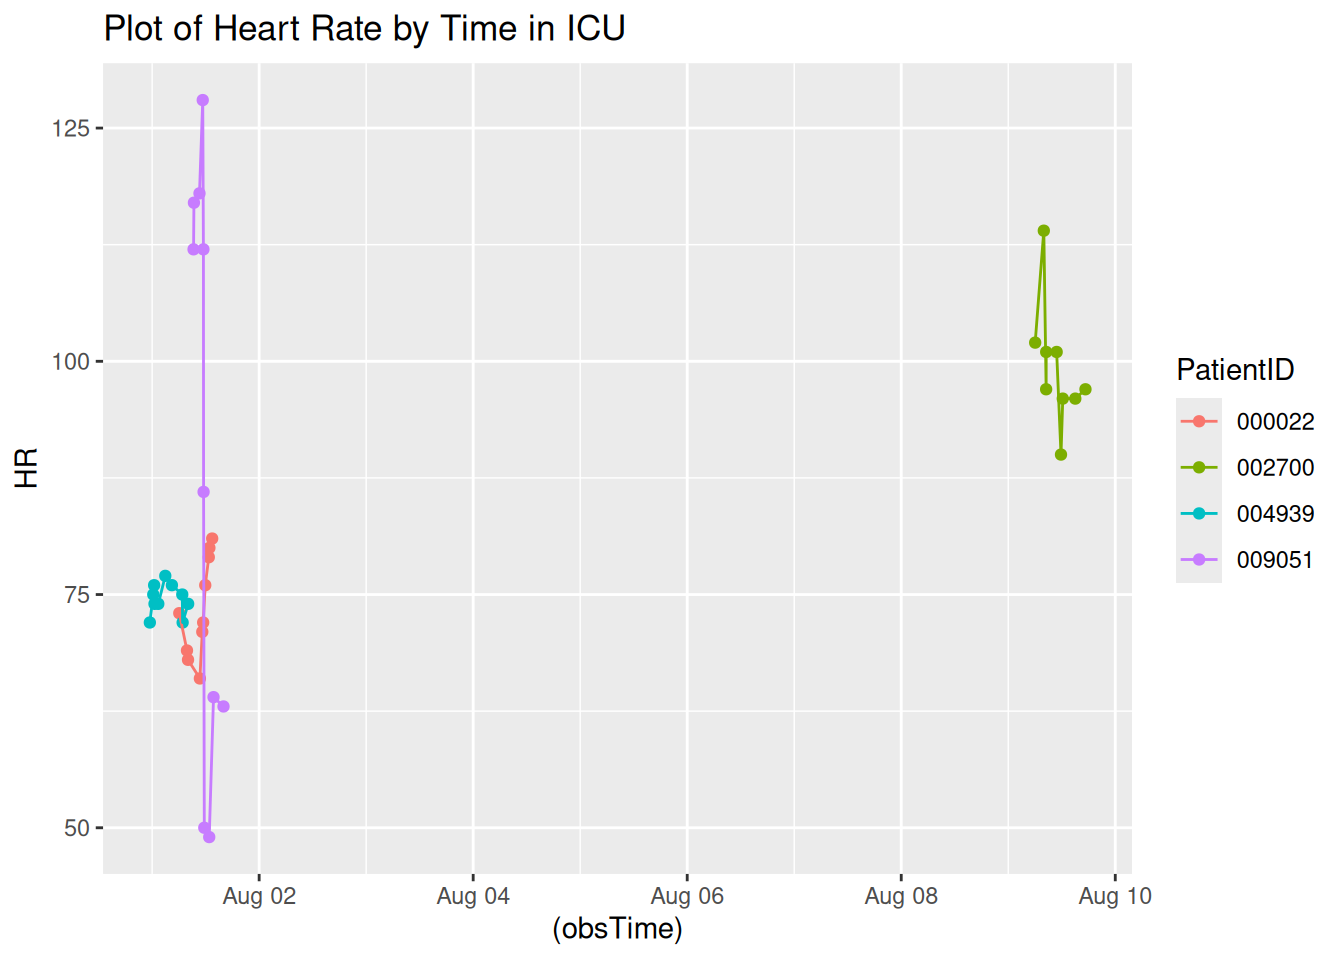 Plot of Heart Rate by Time in ICU
125
100
75
50
HR
Aug 02
Aug 04
Aug 06
Aug 08
Aug 10
(obsTime)
PatientID
000022
002700
004939
009051